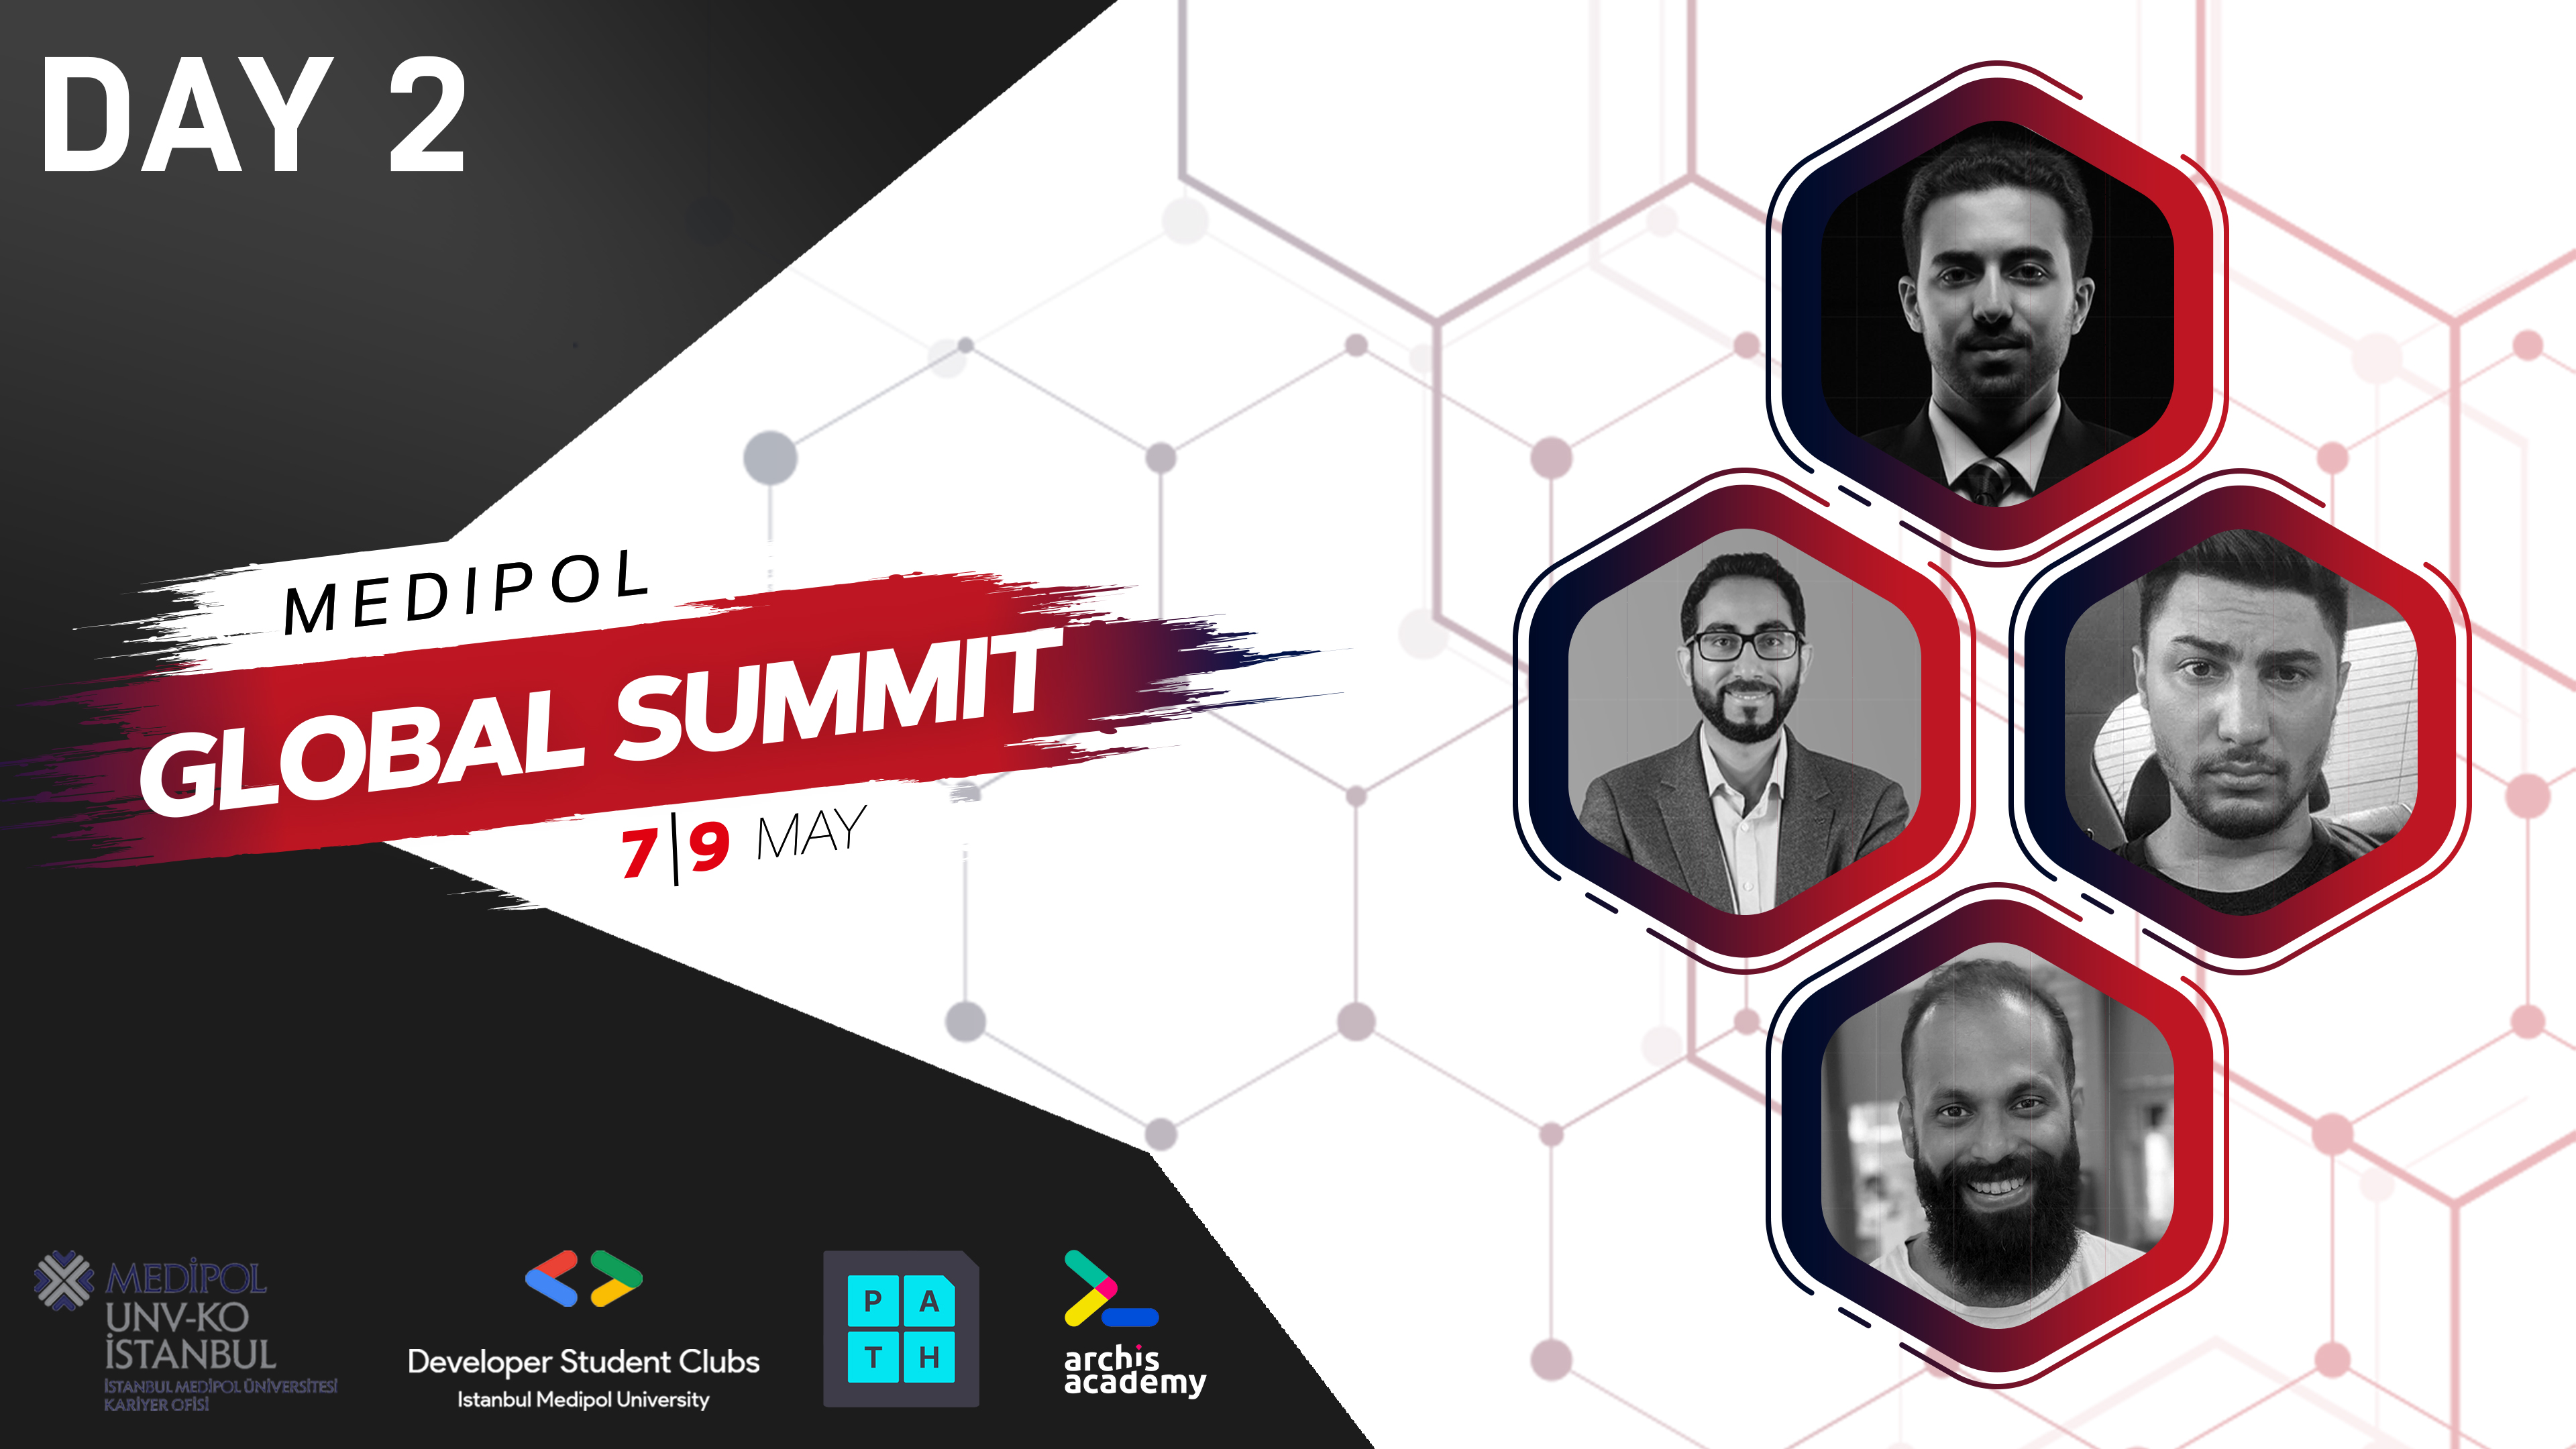 DAY 2
MEDIPOL
GLOBAL SUMMIT
7|9 MAY
MEDİPOL
UNV-KO
İSTANBUL
İSTANBUL MEDİPOL ÜNİVERSİTESİ
KARİYER OFİSİ
Developer Student Clubs
Istanbul Medipol University
P A
T H
archis
academy